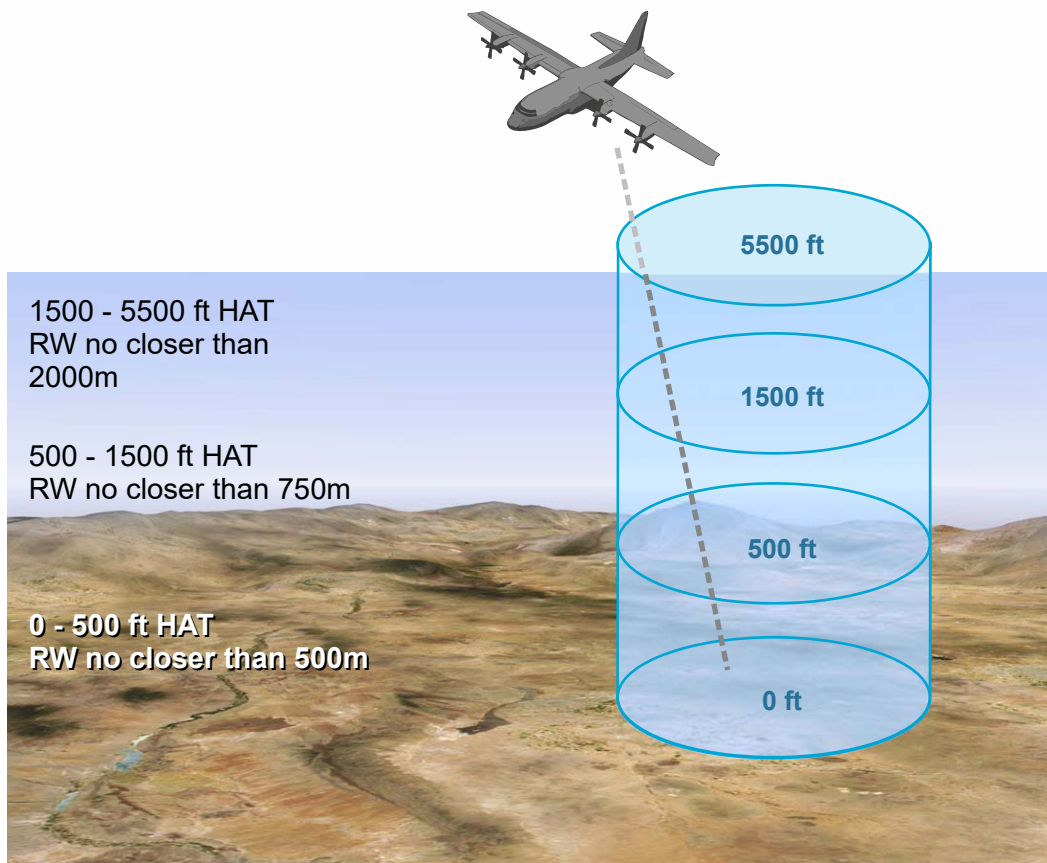 5500 ft
1500 - 5500 ft HAT
RW no closer than
2000m
1500 ft
500 - 1500 ft HAT
RW no closer than 750m
500 ft
0 - 500 ft HAT
RW no closer than 500m
0 ft